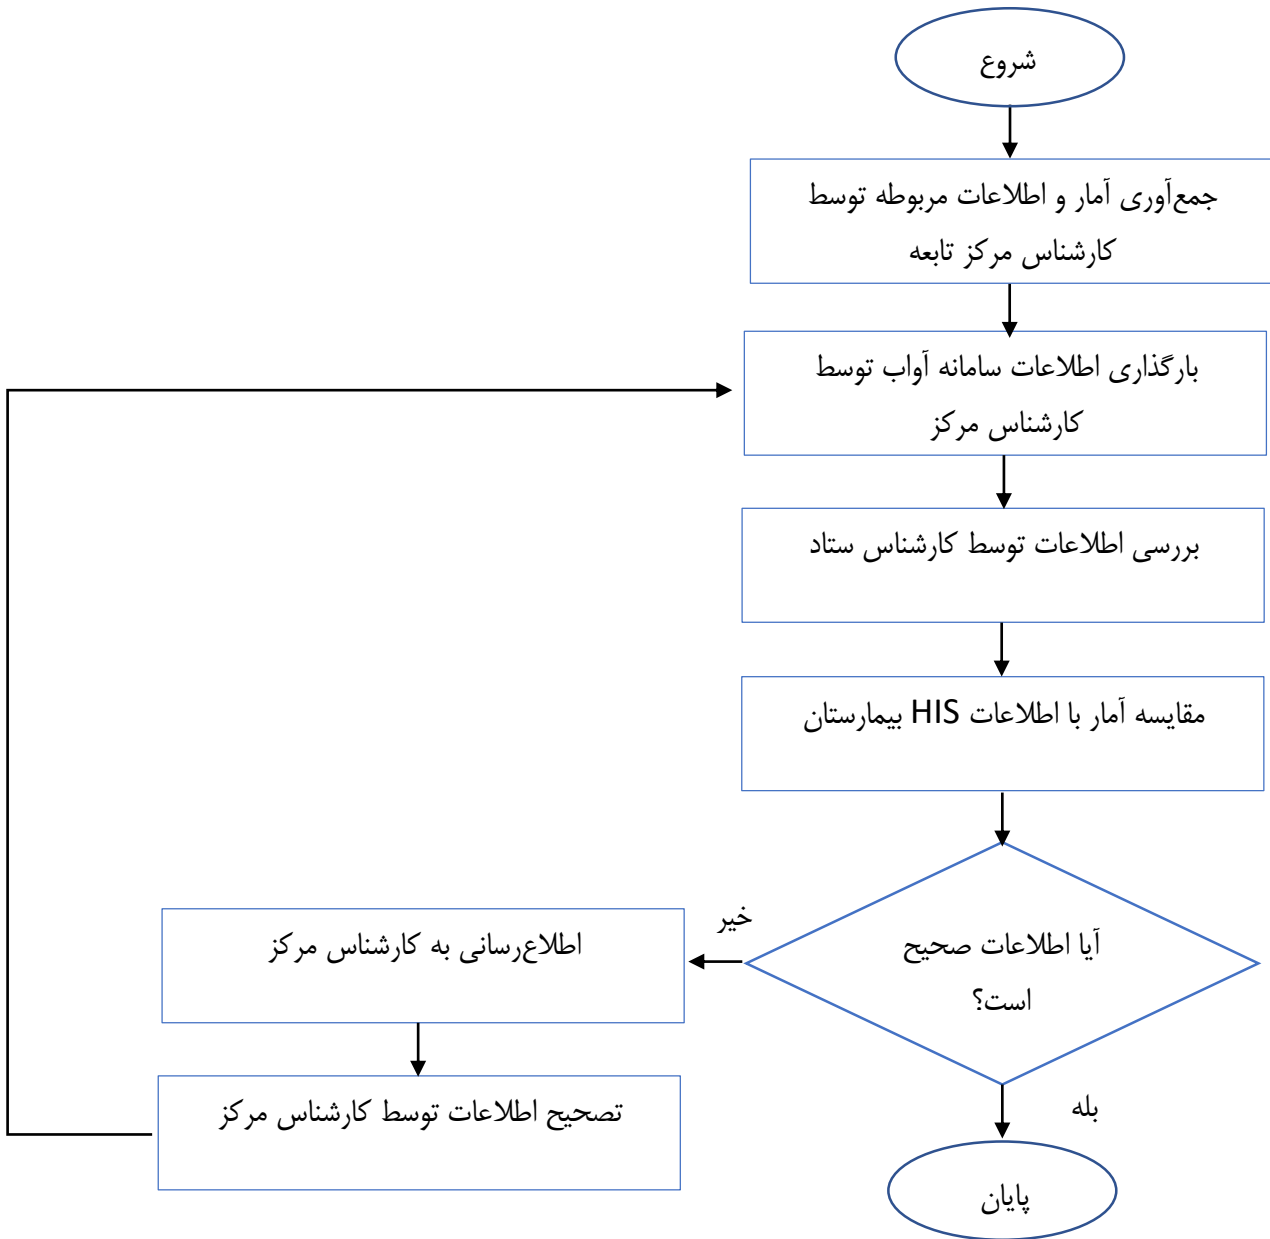 شروع
جمع‌آوری آمار و اطلاعات مربوطه توسط
کارشناس مرکز تابعه
بارگذاری اطلاعات سامانه آواب توسط
کارشناس مرکز
بررسی اطلاعات توسط کارشناس ستاد
مقایسه آمار با اطلاعات HIS بیمارستان
آیا اطلاعات صحیح
است؟
خیر
اطلاع‌رسانی به کارشناس مرکز
تصحیح اطلاعات توسط کارشناس مرکز
بله
پایان